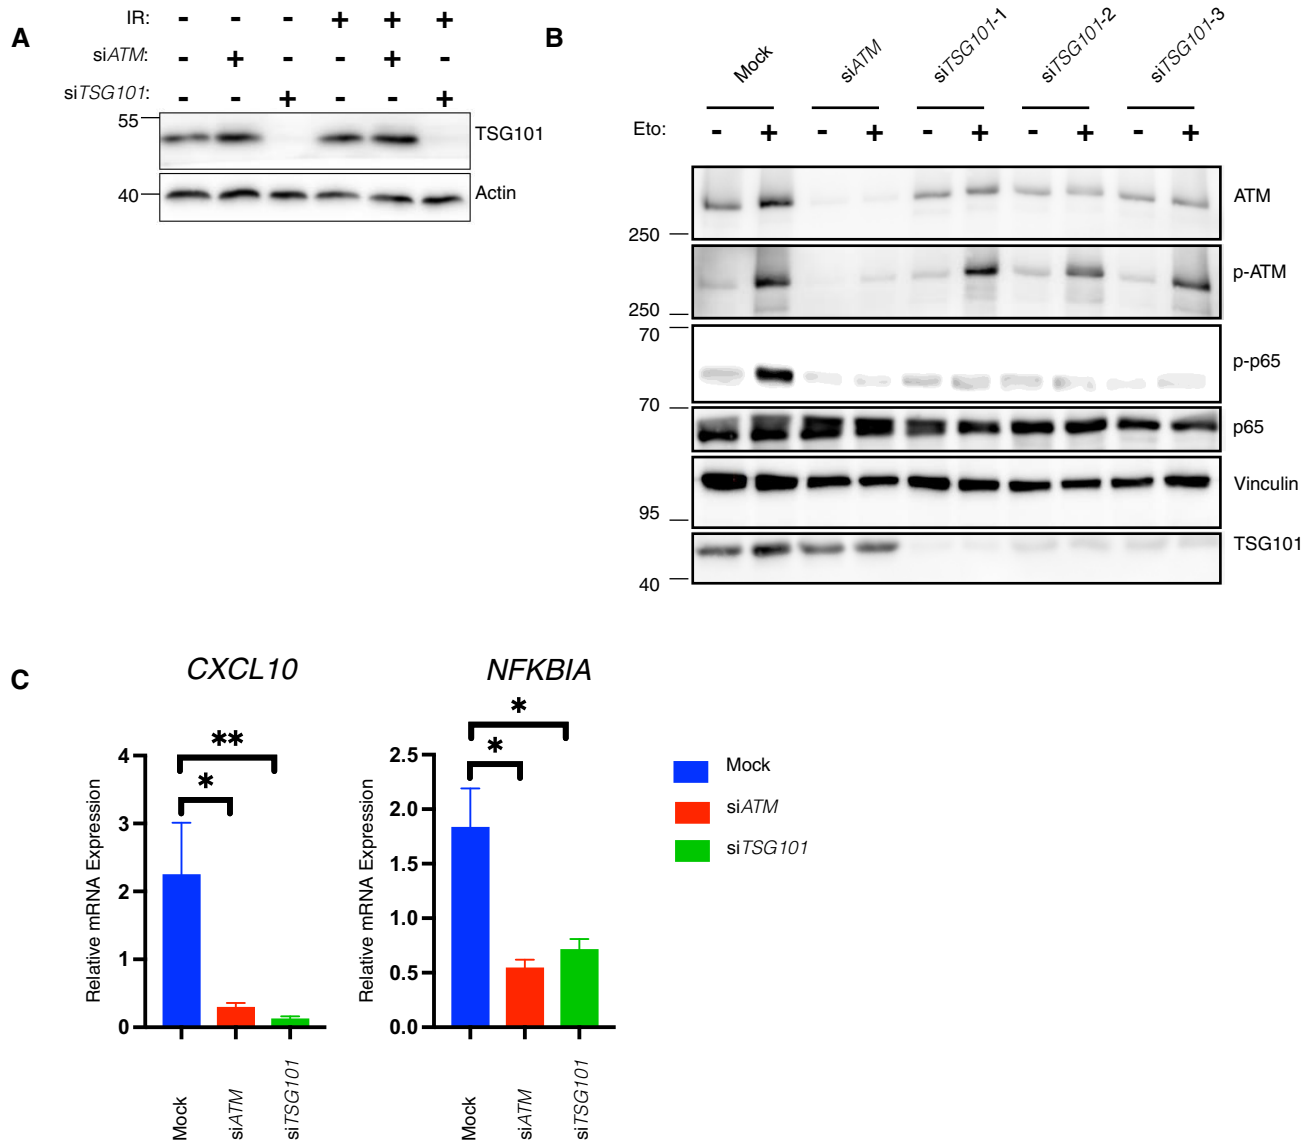 A
IR: - - - + + +
siATM: - + - - + -
siTSG101: - - + - - +
55
TSG101
40
Actin
B
Mock siATM siTSG101-1 siTSG101-2 siTSG101-3
Eto: - + - + - + - + - +
ATM
250
p-ATM
250
70
p-p65
70
p65
Vinculin
95
TSG101
40
C
CXCL10
**
*
4
3
2
1
0
Relative mRNA Expression
Mock siATM siTSG101
NFKBIA
*
*
2.5
2.0
1.5
1.0
0.5
0.0
Relative mRNA Expression
Mock siATM siTSG101
Mock
siATM
siTSG101